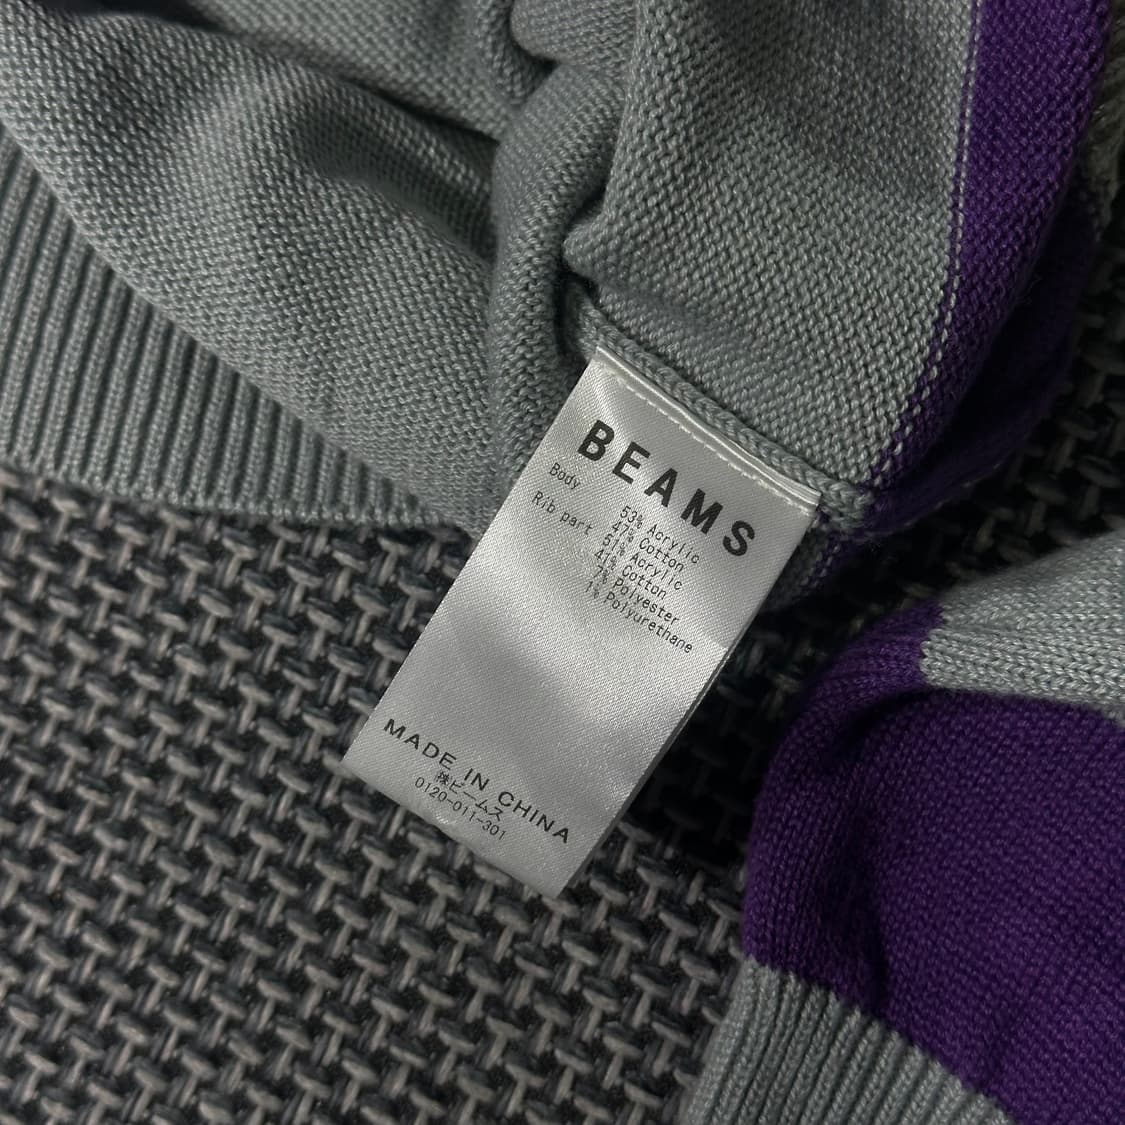 BEAMS
Body 53% Acrylic
47% Cotton
Rib part 51% Acrylic
41% Cotton
7% Polyester
1% Polyurethane
MADE IN CHINA
㈱ビームス
0120-011-301